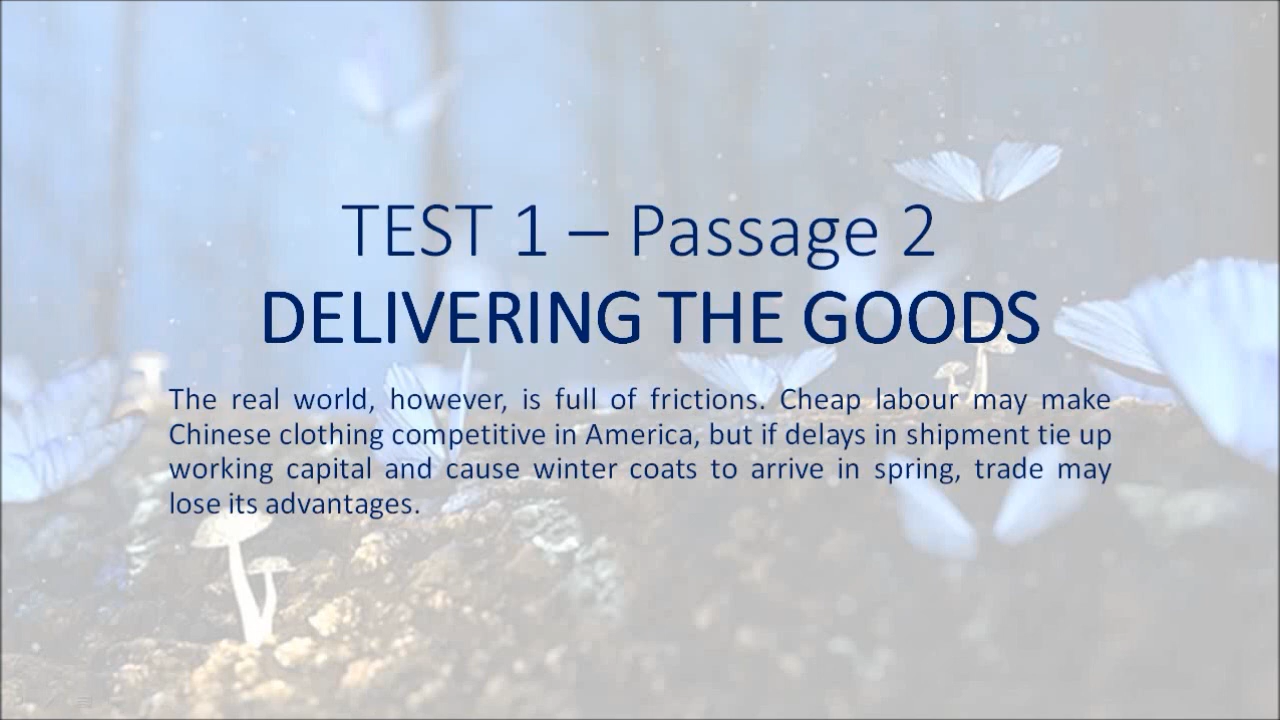 TEST 1 – Passage 2
DELIVERING THE GOODS
The real world, however, is full of frictions. Cheap labour may make
Chinese clothing competitive in America, but if delays in shipment tie up
working capital and cause winter coats to arrive in spring, trade may
lose its advantages.